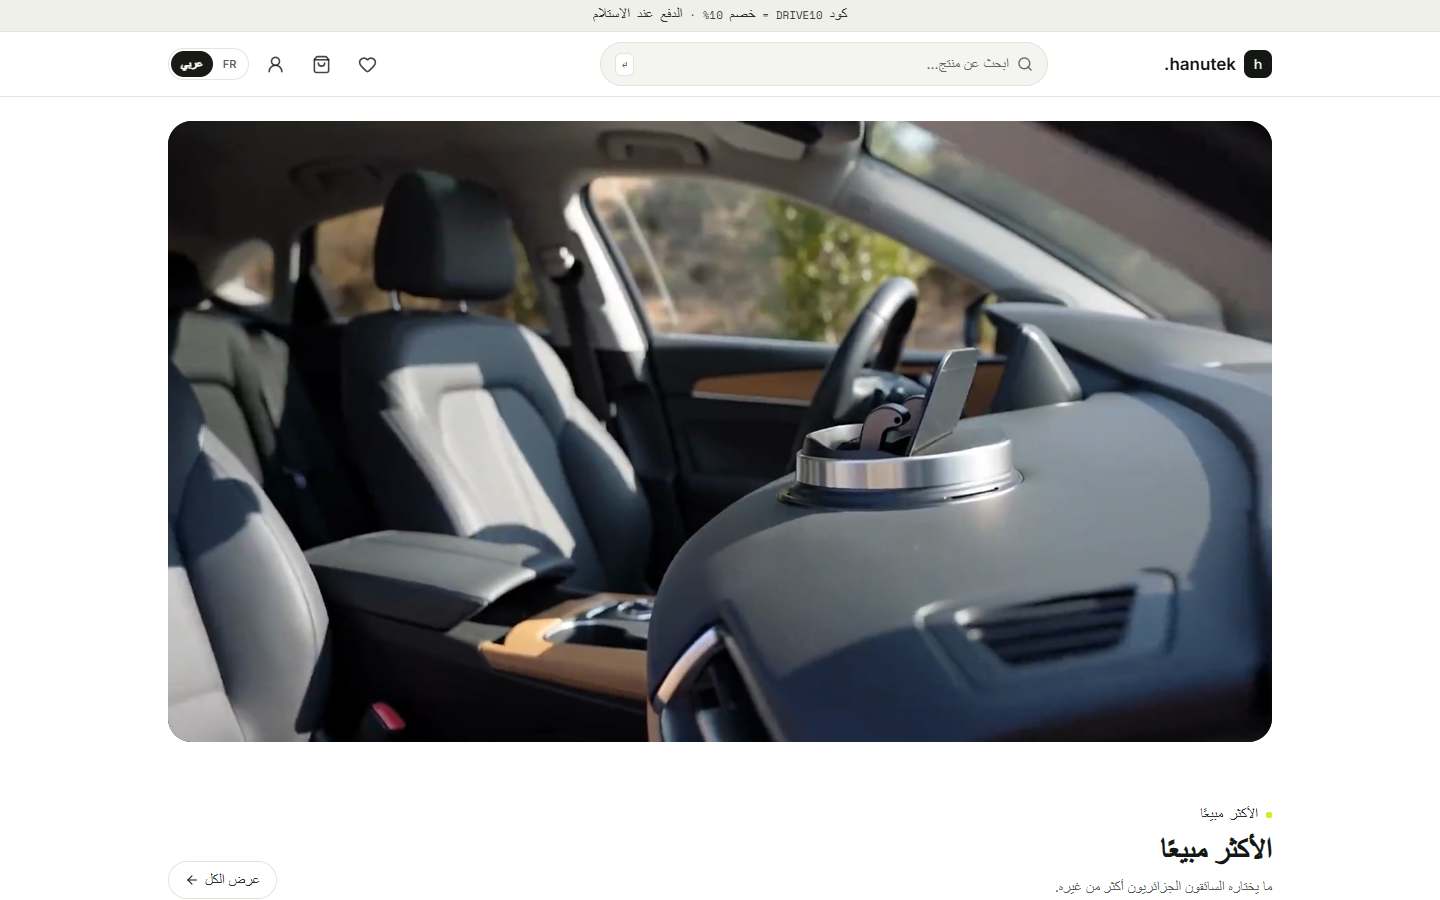 كود DRIVE10 = خصم 10% · الدفع عند الاستلام
h hanutek.
ابحث عن منتج...
↵
FR
عربي
الأكثر مبيعًا
الأكثر مبيعًا
ما يختاره السائقون الجزائريون أكثر من غيره.
عرض الكل ←